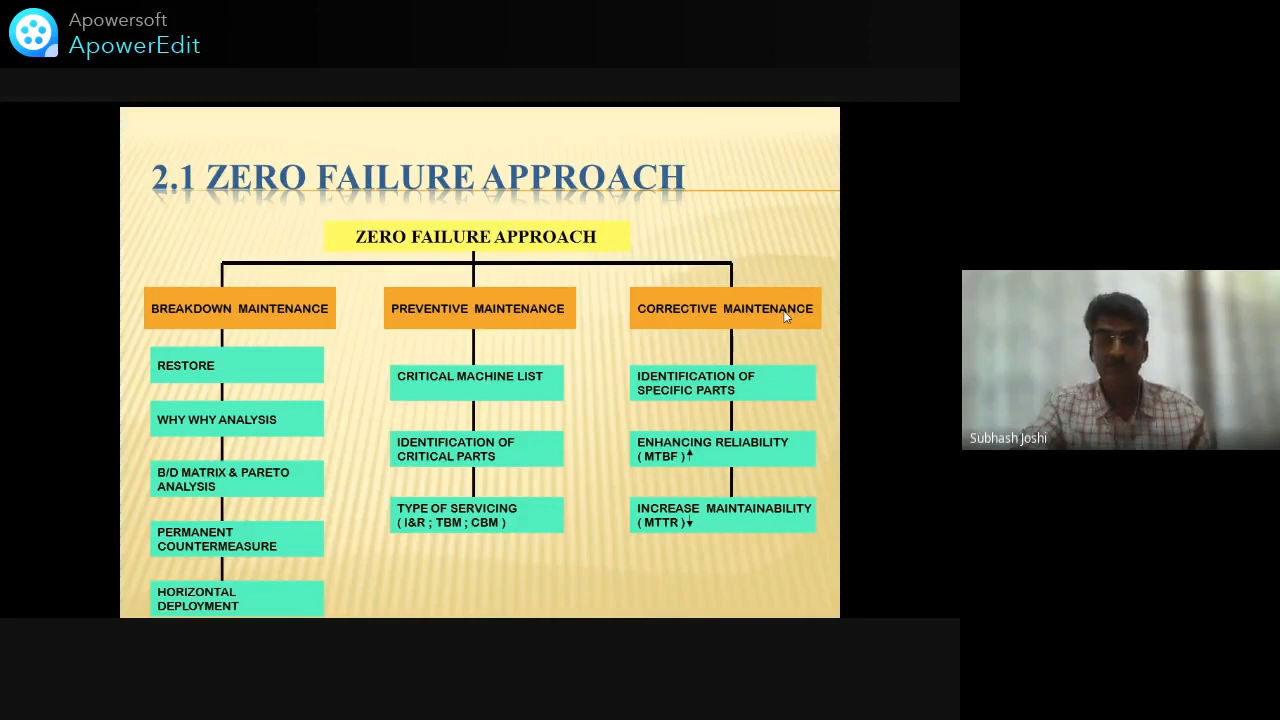 Apowersoft
ApowerEdit
2.1 ZERO FAILURE APPROACH
ZERO FAILURE APPROACH
BREAKDOWN MAINTENANCE
RESTORE
WHY WHY ANALYSIS
B/D MATRIX & PARETO
ANALYSIS
PERMANENT
COUNTERMEASURE
HORIZONTAL
DEPLOYMENT
PREVENTIVE MAINTENANCE
CRITICAL MACHINE LIST
IDENTIFICATION OF
CRITICAL PARTS
TYPE OF SERVICING
( I&R ; TBM ; CBM )
CORRECTIVE MAINTENANCE
IDENTIFICATION OF
SPECIFIC PARTS
ENHANCING RELIABILITY
( MTBF )↑
INCREASE MAINTAINABILITY
( MTTR )↓
Subhash Joshi